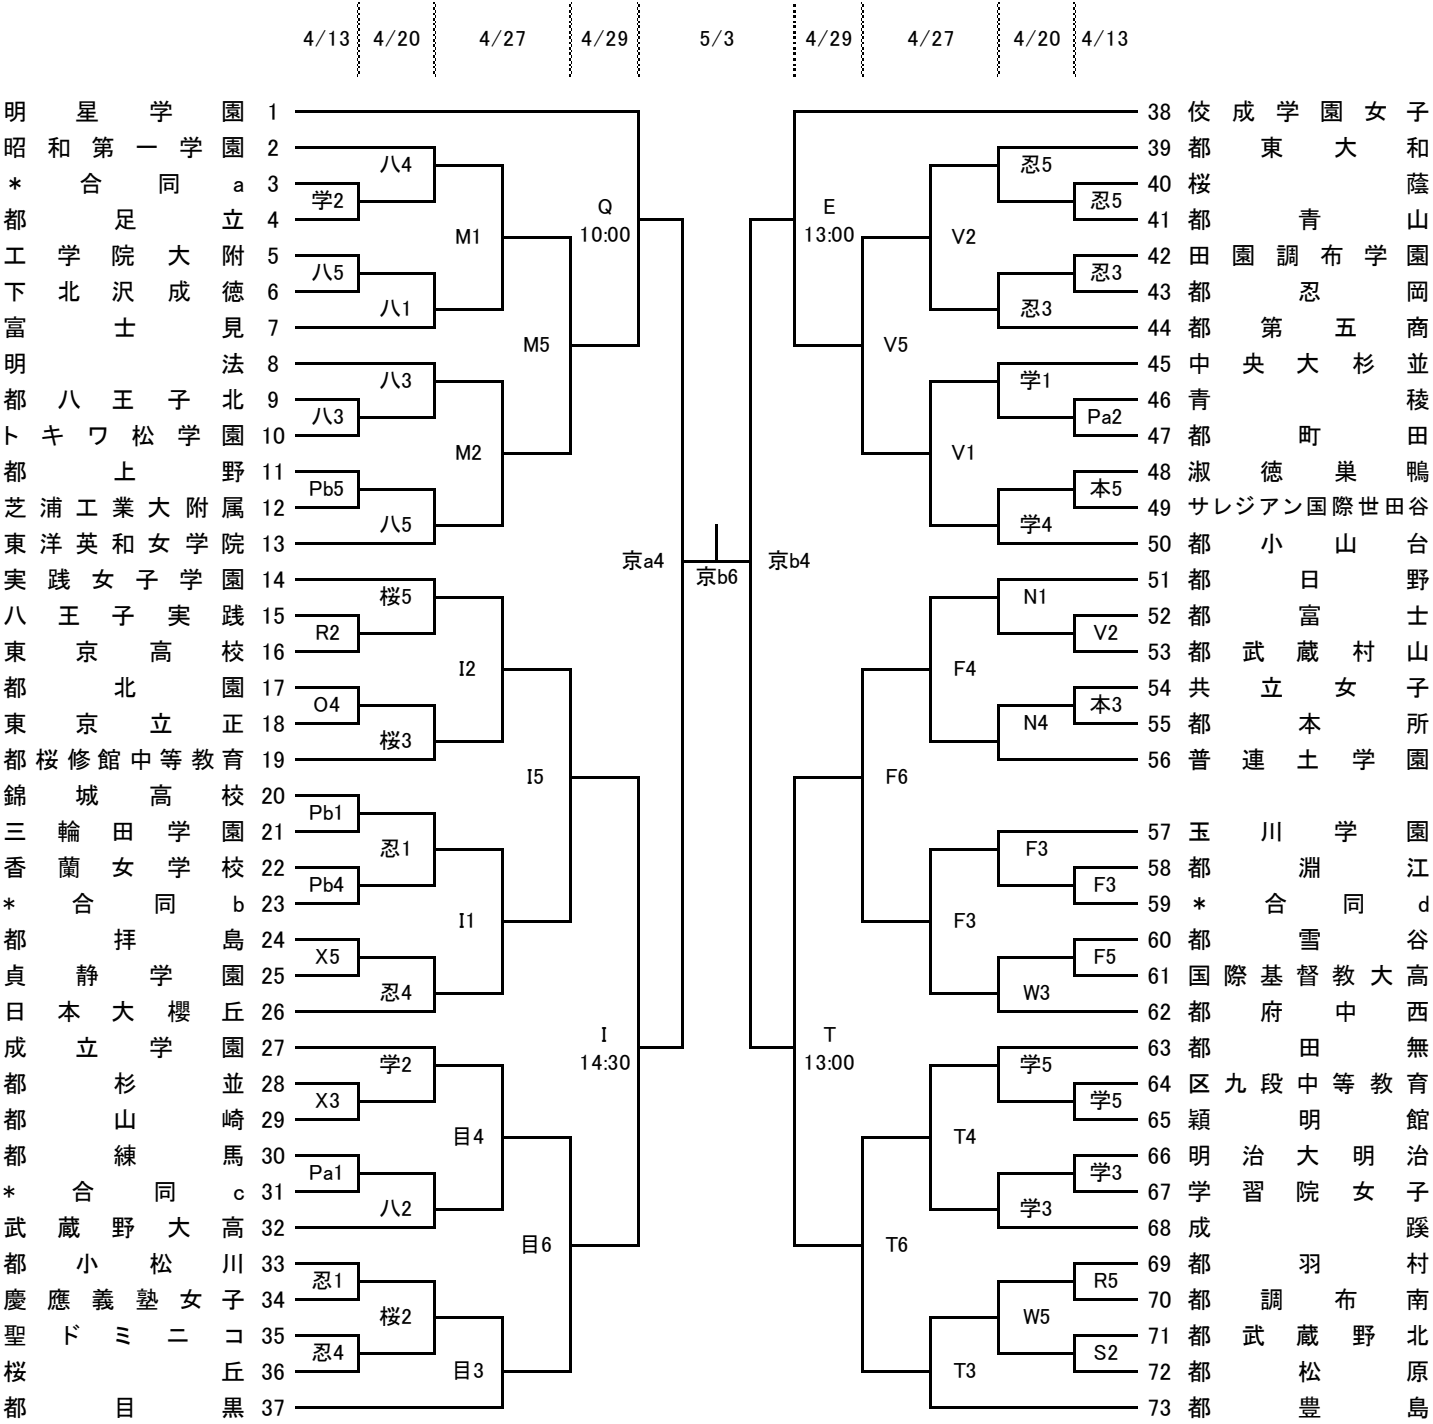 4/13 4/20 4/27 4/29 5/3 4/29 4/27 4/20 4/13
明星学園 1 38 佼成学園女子
昭和第一学園 2 39 都東大和
八4 忍5
*合同a 3 40 桜蔭
学2 Q E 忍5
都足立 4 41 都青山
M1 10:00 13:00 V2
工学院大附 5 42 田園調布学園
八5 忍3
下北沢成徳 6 43 都忍岡
八1 忍3
富士見 7 44 都第五商
M5 V5
明法 8 45 中央大杉並
八3 学1
都八王子北 9 46 青稜
八3 Pa2
トキワ松学園 10 47 都町田
M2 V1
都上野 11 48 淑徳巣鴨
Pb5 本5
芝浦工業大附属 12 49 サレジアン国際世田谷
八5 学4
東洋英和女学院 13 50 都小山台
京a4 京b6 京b4
実践女子学園 14 51 都日野
桜5 N1
八王子実践 15 52 都富士
R2 V2
東京高校 16 53 都武蔵村山
I2 F4
都北園 17 54 共立女子
O4 本3
東京立正 18 55 都本所
桜3 N4
都桜修館中等教育 19 56 普連土学園
I5 F6
錦城高校 20
Pb1
三輪田学園 21 57 玉川学園
忍1 F3
香蘭女学校 22 58 都淵江
Pb4 F3
*合同b 23 59 *合同d
I1 F3
都拝島 24 60 都雪谷
X5 F5
貞静学園 25 61 国際基督教大高
忍4 W3
日本大櫻丘 26 62 都府中西
I T
成立学園 27 63 都田無
学2 14:30 13:00 学5
都杉並 28 64 区九段中等教育
X3 学5
都山崎 29 65 穎明館
目4 T4
都練馬 30 66 明治大明治
Pa1 学3
*合同c 31 67 学習院女子
八2 学3
武蔵野大高 32 68 成蹊
目6 T6
都小松川 33 69 都羽村
忍1 R5
慶應義塾女子 34 70 都調布南
桜2 W5
聖ドミニコ 35 71 都武蔵野北
忍4 S2
桜丘 36 72 都松原
目3 T3
都目黒 37 73 都豊島